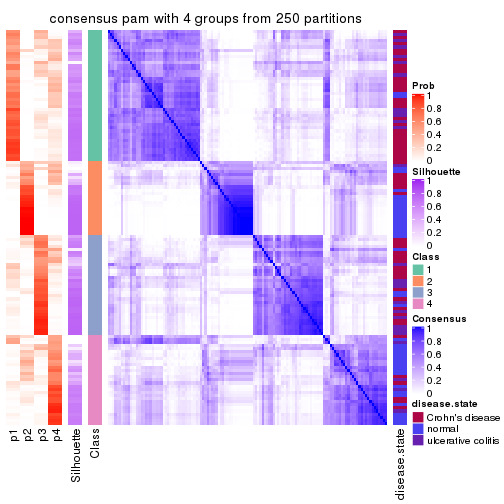 consensus pam with 4 groups from 250 partitions
Prob
1
0.8
0.6
0.4
0.2
0
Silhouette
1
0.8
0.6
0.4
0.2
0
Class
1
2
3
4
Consensus
1
0.8
0.6
0.4
0.2
0
disease.state
Crohn's disease
normal
ulcerative colitis
p1
p2
p3
p4
Silhouette
Class
disease.state